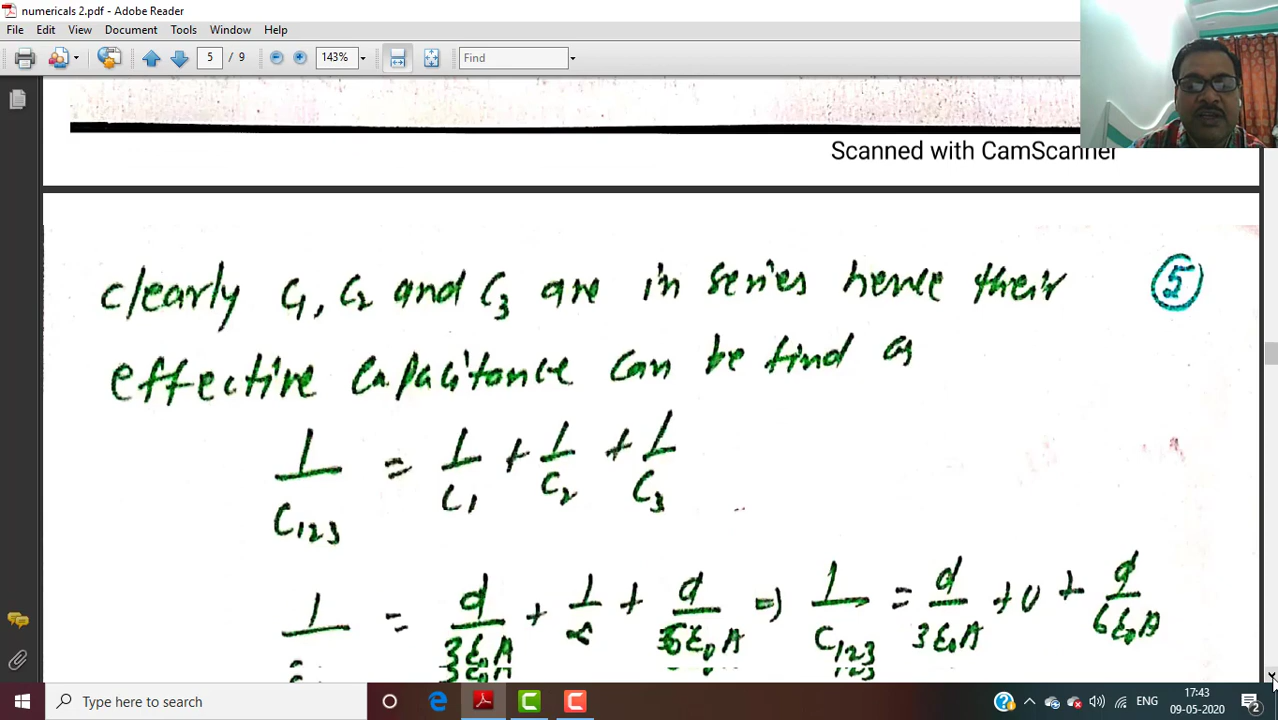 numericals 2.pdf - Adobe Reader
File Edit View Document Tools Window Help
5 / 9 143% Find
Scanned with CamScanner
clearly C1, C2 and C3 are in series hence their
5
effective capacitance can be find as
1/C123 = 1/C1 + 1/C2 + 1/C3
1 = d/3ε0A + 1/∞ + d/6ε0A ⇒ 1/C123 = d/3ε0A + 0 + d/6ε0A
Type here to search
ENG
17:43
09-05-2020
2